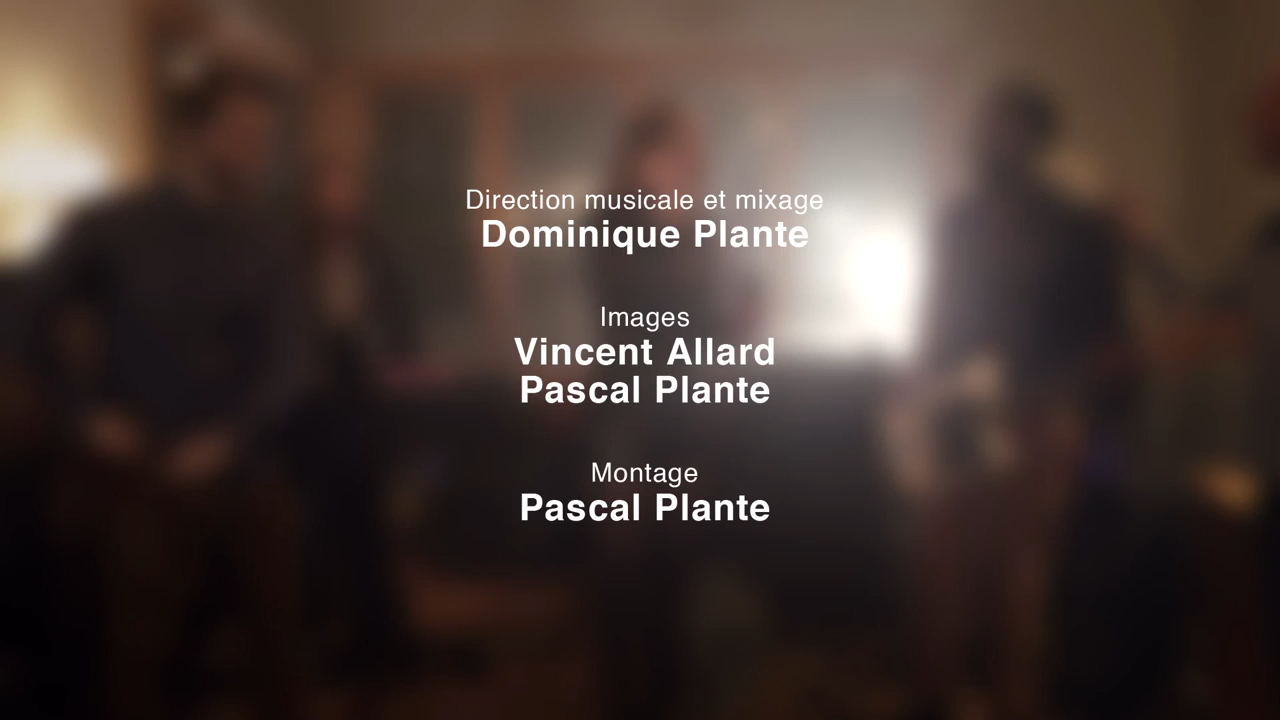 Direction musicale et mixage
Dominique Plante
Images
Vincent Allard
Pascal Plante
Montage
Pascal Plante